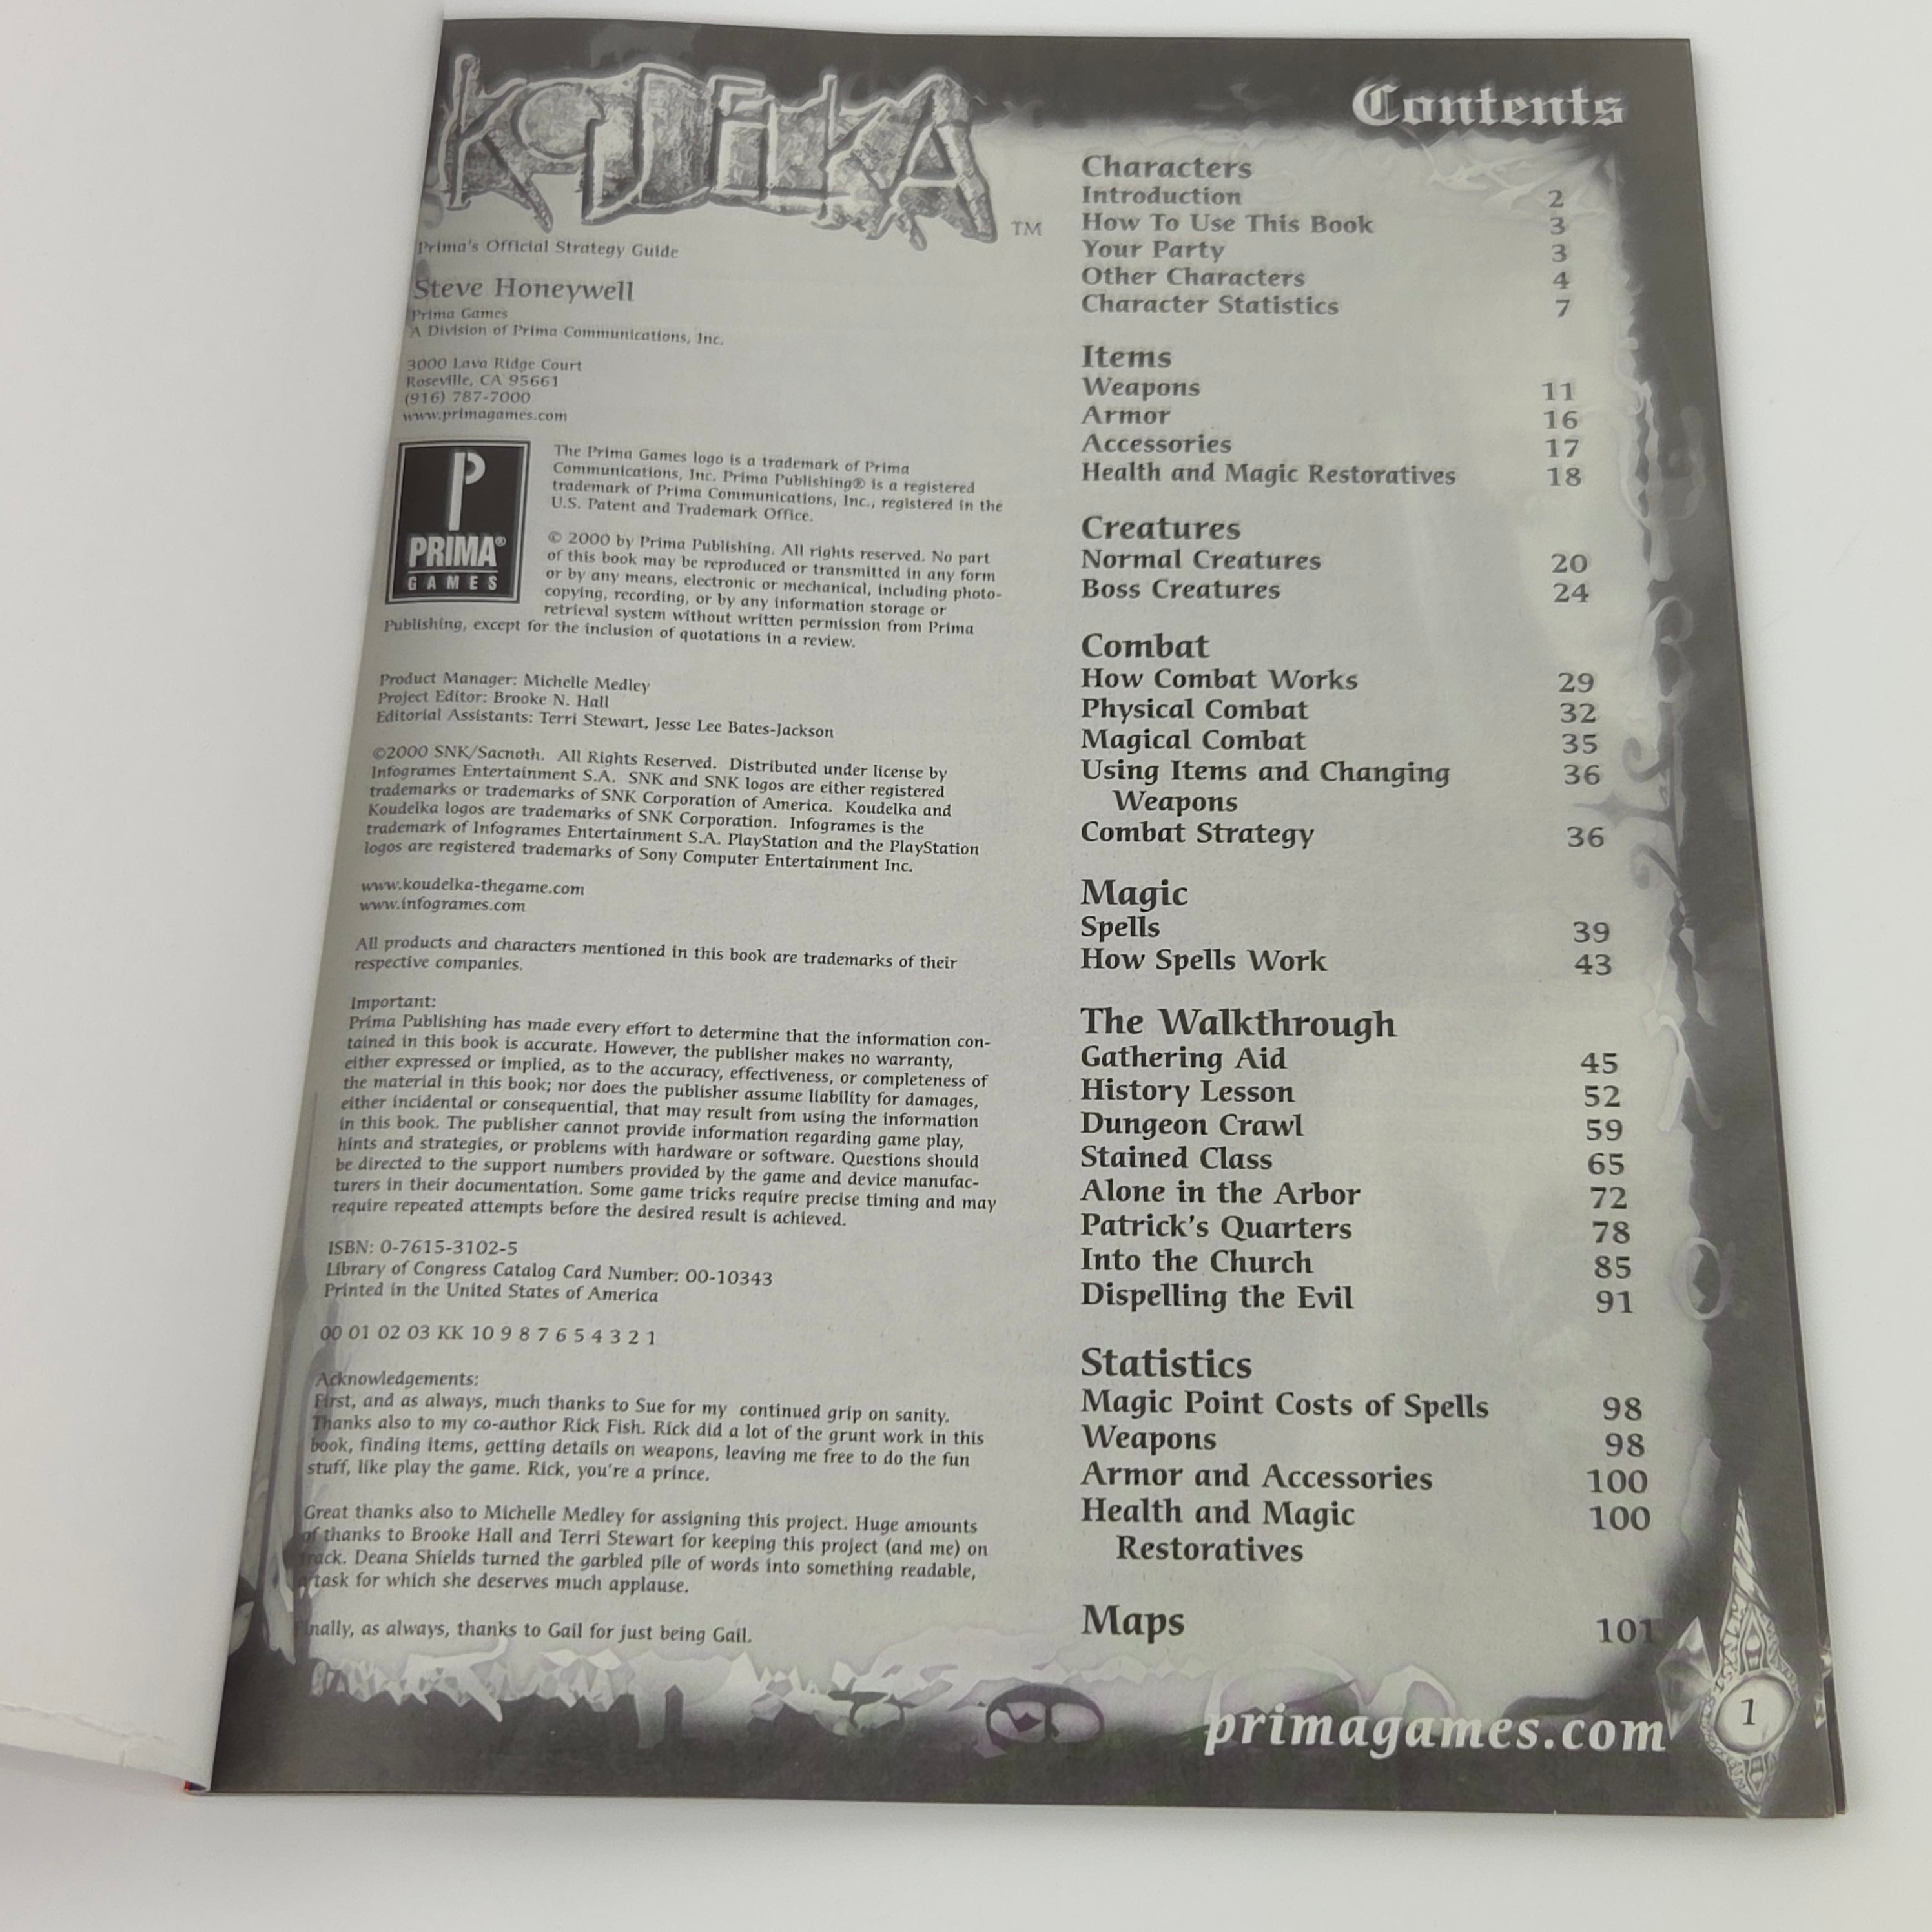 KOUDELKA
TM
Prima's Official Strategy Guide
Steve Honeywell
Prima Games
A Division of Prima Communications, Inc.
3000 Lava Ridge Court
Roseville, CA 95661
(916) 787-7000
www.primagames.com
P
PRIMA®
GAMES
The Prima Games logo is a trademark of Prima
Communications, Inc. Prima Publishing® is a registered
trademark of Prima Communications, Inc., registered in the
U.S. Patent and Trademark Office.
© 2000 by Prima Publishing. All rights reserved. No part
of this book may be reproduced or transmitted in any form
or by any means, electronic or mechanical, including photo-
copying, recording, or by any information storage or
retrieval system without written permission from Prima
Publishing, except for the inclusion of quotations in a review.
Product Manager: Michelle Medley
Project Editor: Brooke N. Hall
Editorial Assistants: Terri Stewart, Jesse Lee Bates-Jackson
©2000 SNK/Sacnoth. All Rights Reserved. Distributed under license by
Infogrames Entertainment S.A. SNK and SNK logos are either registered
trademarks or trademarks of SNK Corporation of America. Koudelka and
Koudelka logos are trademarks of SNK Corporation. Infogrames is the
trademark of Infogrames Entertainment S.A. PlayStation and the PlayStation
logos are registered trademarks of Sony Computer Entertainment Inc.
www.koudelka-thegame.com
www.infogrames.com
All products and characters mentioned in this book are trademarks of their
respective companies.
Important:
Prima Publishing has made every effort to determine that the information con-
tained in this book is accurate. However, the publisher makes no warranty,
either expressed or implied, as to the accuracy, effectiveness, or completeness of
the material in this book; nor does the publisher assume liability for damages,
either incidental or consequential, that may result from using the information
in this book. The publisher cannot provide information regarding game play,
hints and strategies, or problems with hardware or software. Questions should
be directed to the support numbers provided by the game and device manufac-
turers in their documentation. Some game tricks require precise timing and may
require repeated attempts before the desired result is achieved.
ISBN: 0-7615-3102-5
Library of Congress Catalog Card Number: 00-10343
Printed in the United States of America
00 01 02 03 KK 10 9 8 7 6 5 4 3 2 1
Acknowledgements:
First, and as always, much thanks to Sue for my continued grip on sanity.
Thanks also to my co-author Rick Fish. Rick did a lot of the grunt work in this
book, finding items, getting details on weapons, leaving me free to do the fun
stuff, like play the game. Rick, you're a prince.
Great thanks also to Michelle Medley for assigning this project. Huge amounts
of thanks to Brooke Hall and Terri Stewart for keeping this project (and me) on
track. Deana Shields turned the garbled pile of words into something readable,
a task for which she deserves much applause.
Finally, as always, thanks to Gail for just being Gail.
Contents
Characters
Introduction 2
How To Use This Book 3
Your Party 3
Other Characters 4
Character Statistics 7
Items
Weapons 11
Armor 16
Accessories 17
Health and Magic Restoratives 18
Creatures
Normal Creatures 20
Boss Creatures 24
Combat
How Combat Works 29
Physical Combat 32
Magical Combat 35
Using Items and Changing 36
Weapons
Combat Strategy 36
Magic
Spells 39
How Spells Work 43
The Walkthrough
Gathering Aid 45
History Lesson 52
Dungeon Crawl 59
Stained Class 65
Alone in the Arbor 72
Patrick's Quarters 78
Into the Church 85
Dispelling the Evil 91
Statistics
Magic Point Costs of Spells 98
Weapons 98
Armor and Accessories 100
Health and Magic 100
Restoratives
Maps 101
primagames.com
1